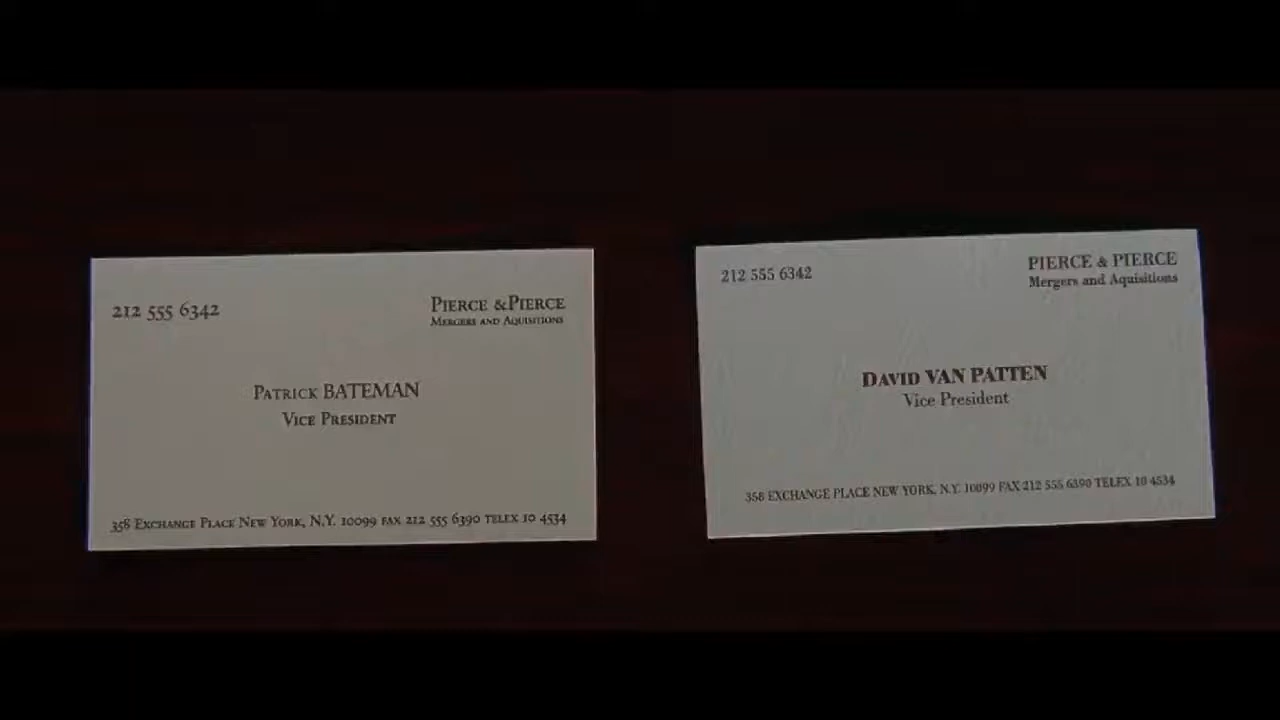 212 555 6342
Pierce &Pierce
Mergers and Aquisitions
Patrick BATEMAN
Vice President
358 Exchange Place New York, N.Y. 10099 fax 212 555 6390 telex 10 4534
212 555 6342
PIERCE & PIERCE
Mergers and Aquisitions
DAVID VAN PATTEN
Vice President
358 EXCHANGE PLACE NEW YORK, N.Y. 10099 FAX 212 555 6390 TELEX 10 4534